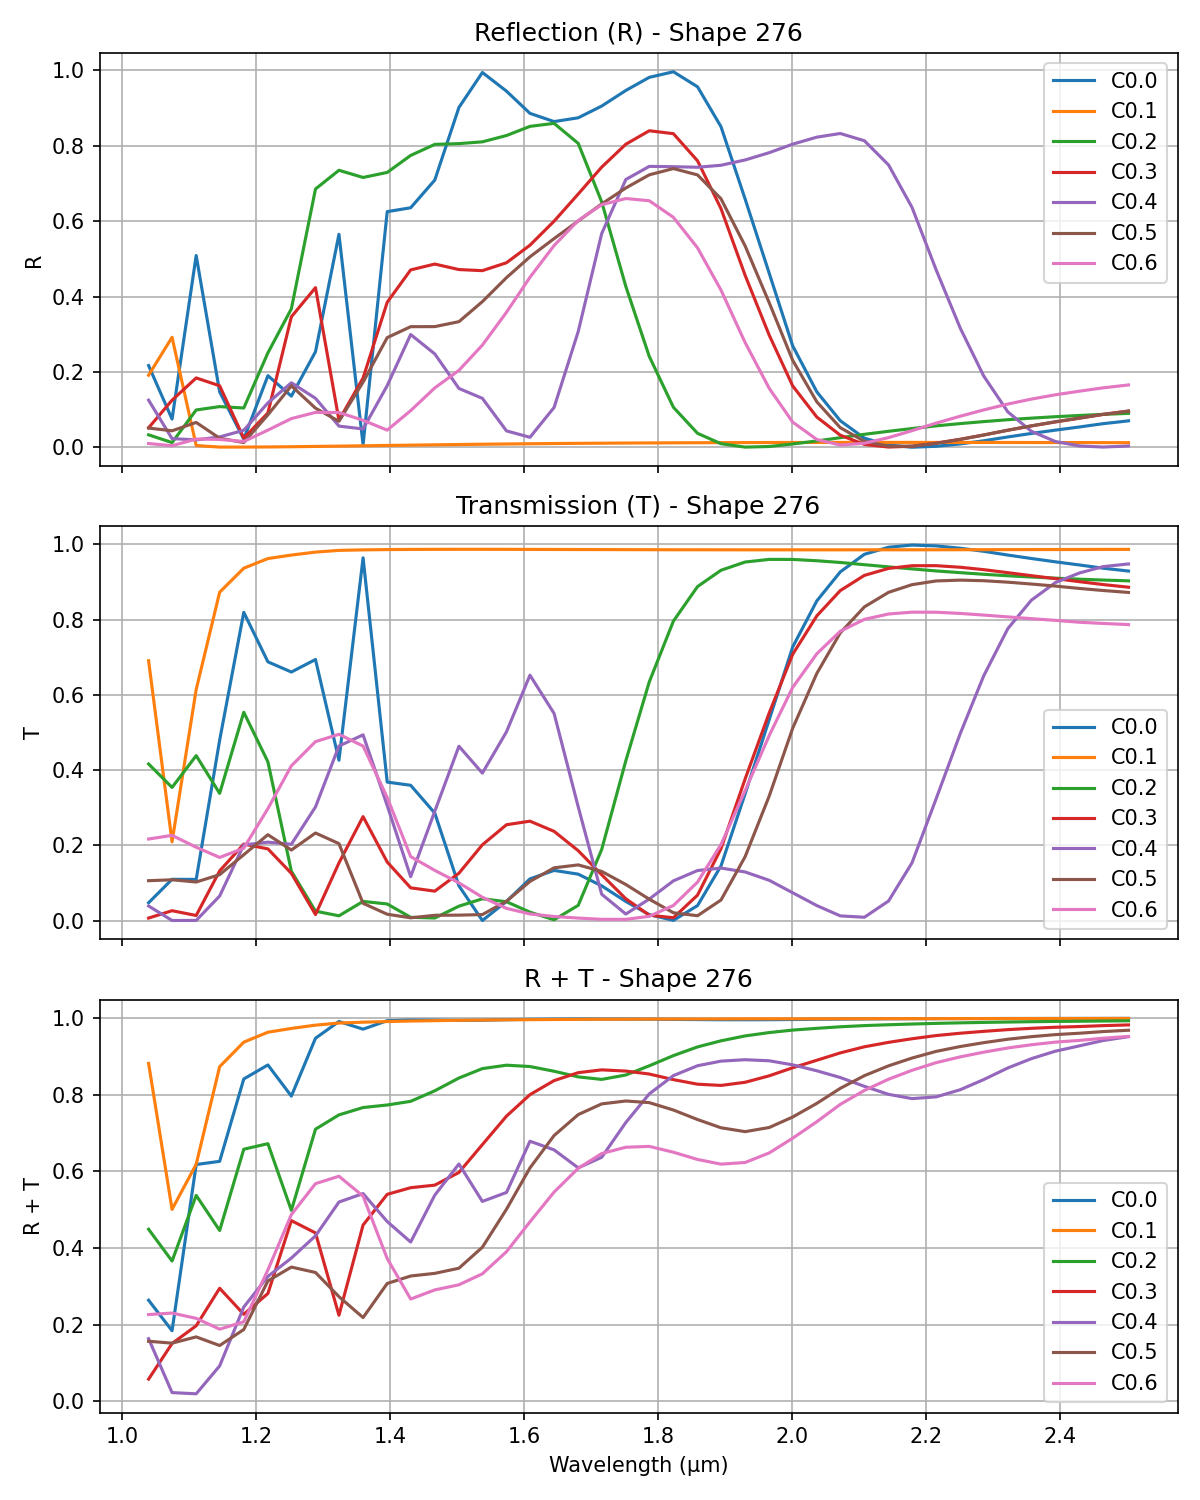 Reflection (R) - Shape 276
1.0
0.8
0.6
0.4
0.2
0.0
R
C0.0
C0.1
C0.2
C0.3
C0.4
C0.5
C0.6
Transmission (T) - Shape 276
1.0
0.8
0.6
0.4
0.2
0.0
T
C0.0
C0.1
C0.2
C0.3
C0.4
C0.5
C0.6
R + T - Shape 276
1.0
0.8
0.6
0.4
0.2
0.0
R + T
C0.0
C0.1
C0.2
C0.3
C0.4
C0.5
C0.6
1.0 1.2 1.4 1.6 1.8 2.0 2.2 2.4
Wavelength (μm)